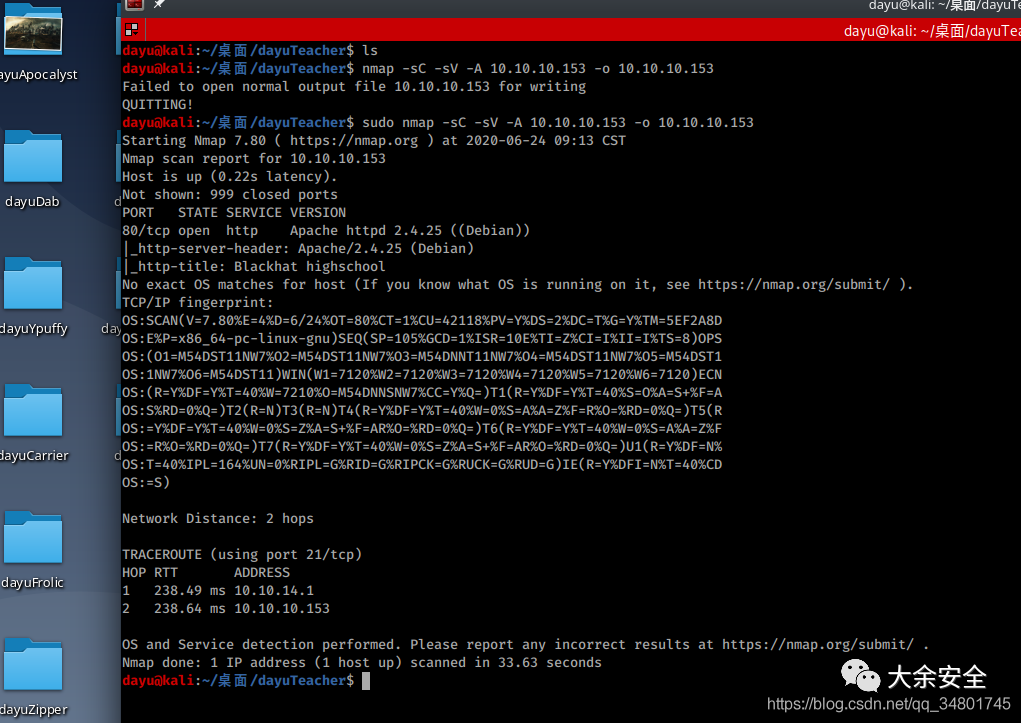 dayu@kali: ~/桌面/dayuTe
dayu@kali: ~/桌面/dayuTea
dayu@kali:~/桌面/dayuTeacher$ ls
dayu@kali:~/桌面/dayuTeacher$ nmap -sC -sV -A 10.10.10.153 -o 10.10.10.153
Failed to open normal output file 10.10.10.153 for writing
QUITTING!
dayu@kali:~/桌面/dayuTeacher$ sudo nmap -sC -sV -A 10.10.10.153 -o 10.10.10.153
Starting Nmap 7.80 ( https://nmap.org ) at 2020-06-24 09:13 CST
Nmap scan report for 10.10.10.153
Host is up (0.22s latency).
Not shown: 999 closed ports
PORT   STATE SERVICE VERSION
80/tcp open  http    Apache httpd 2.4.25 ((Debian))
|_http-server-header: Apache/2.4.25 (Debian)
|_http-title: Blackhat highschool
No exact OS matches for host (If you know what OS is running on it, see https://nmap.org/submit/ ).
TCP/IP fingerprint:
OS:SCAN(V=7.80%E=4%D=6/24%OT=80%CT=1%CU=42118%PV=Y%DS=2%DC=T%G=Y%TM=5EF2A8D
OS:E%P=x86_64-pc-linux-gnu)SEQ(SP=105%GCD=1%ISR=10E%TI=Z%CI=I%II=I%TS=8)OPS
OS:(O1=M54DST11NW7%O2=M54DST11NW7%O3=M54DNNT11NW7%O4=M54DST11NW7%O5=M54DST1
OS:1NW7%O6=M54DST11)WIN(W1=7120%W2=7120%W3=7120%W4=7120%W5=7120%W6=7120)ECN
OS:(R=Y%DF=Y%T=40%W=7210%O=M54DNNSNW7%CC=Y%Q=)T1(R=Y%DF=Y%T=40%S=O%A=S+%F=A
OS:S%RD=0%Q=)T2(R=N)T3(R=N)T4(R=Y%DF=Y%T=40%W=0%S=A%A=Z%F=R%O=%RD=0%Q=)T5(R
OS:=Y%DF=Y%T=40%W=0%S=Z%A=S+%F=AR%O=%RD=0%Q=)T6(R=Y%DF=Y%T=40%W=0%S=A%A=Z%F
OS:=R%O=%RD=0%Q=)T7(R=Y%DF=Y%T=40%W=0%S=Z%A=S+%F=AR%O=%RD=0%Q=)U1(R=Y%DF=N%
OS:T=40%IPL=164%UN=0%RIPL=G%RID=G%RIPCK=G%RUCK=G%RUD=G)IE(R=Y%DFI=N%T=40%CD
OS:=S)
Network Distance: 2 hops
TRACEROUTE (using port 21/tcp)
HOP RTT       ADDRESS
1   238.49 ms 10.10.14.1
2   238.64 ms 10.10.10.153
OS and Service detection performed. Please report any incorrect results at https://nmap.org/submit/ .
Nmap done: 1 IP address (1 host up) scanned in 33.63 seconds
dayu@kali:~/桌面/dayuTeacher$
ayuApocalyst
dayuDab
dayuYpuffy
day
dayuCarrier
dayuFrolic
dayuZipper
大余安全
https://blog.csdn.net/qq_34801745